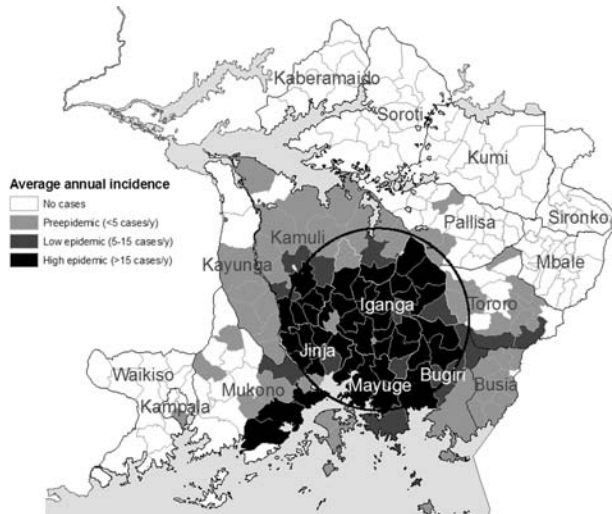 Kaberamaido
Soroti
Kumi
Average annual incidence
No cases
Preepidemic (<5 cases/y)
Low epidemic (5-15 cases/y)
High epidemic (>15 cases/y)
Pallisa
Sironko
Kamuli
Mbale
Kayunga
Iganga
Tororo
Jinja
Waikiso
Mukono
Mayuge
Bugiri
Busia
Kampala